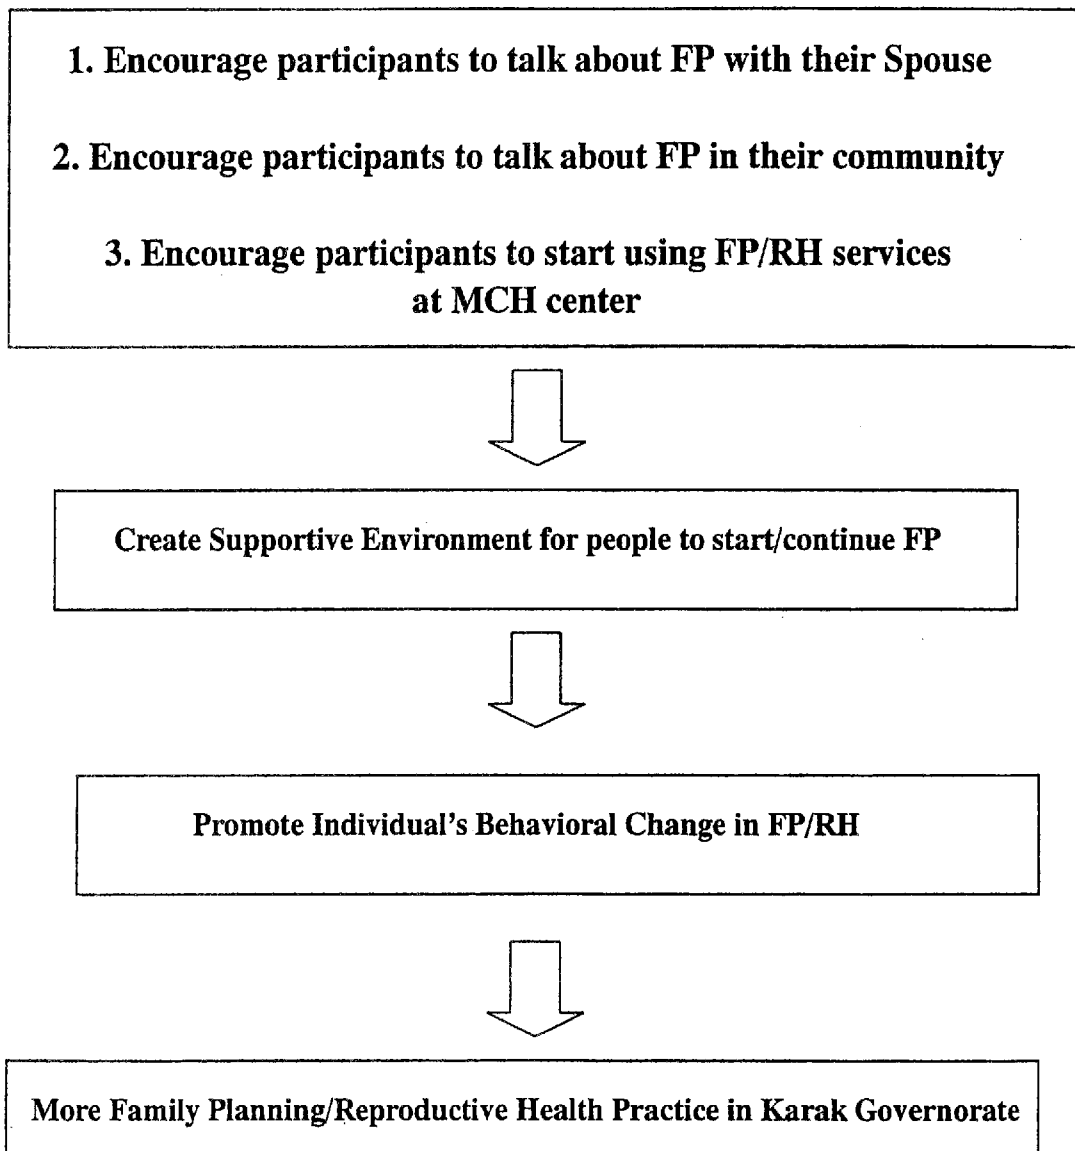 1. Encourage participants to talk about FP with their Spouse
2. Encourage participants to talk about FP in their community
3. Encourage participants to start using FP/RH services
at MCH center
Create Supportive Environment for people to start/continue FP
Promote Individual's Behavioral Change in FP/RH
More Family Planning/Reproductive Health Practice in Karak Governorate